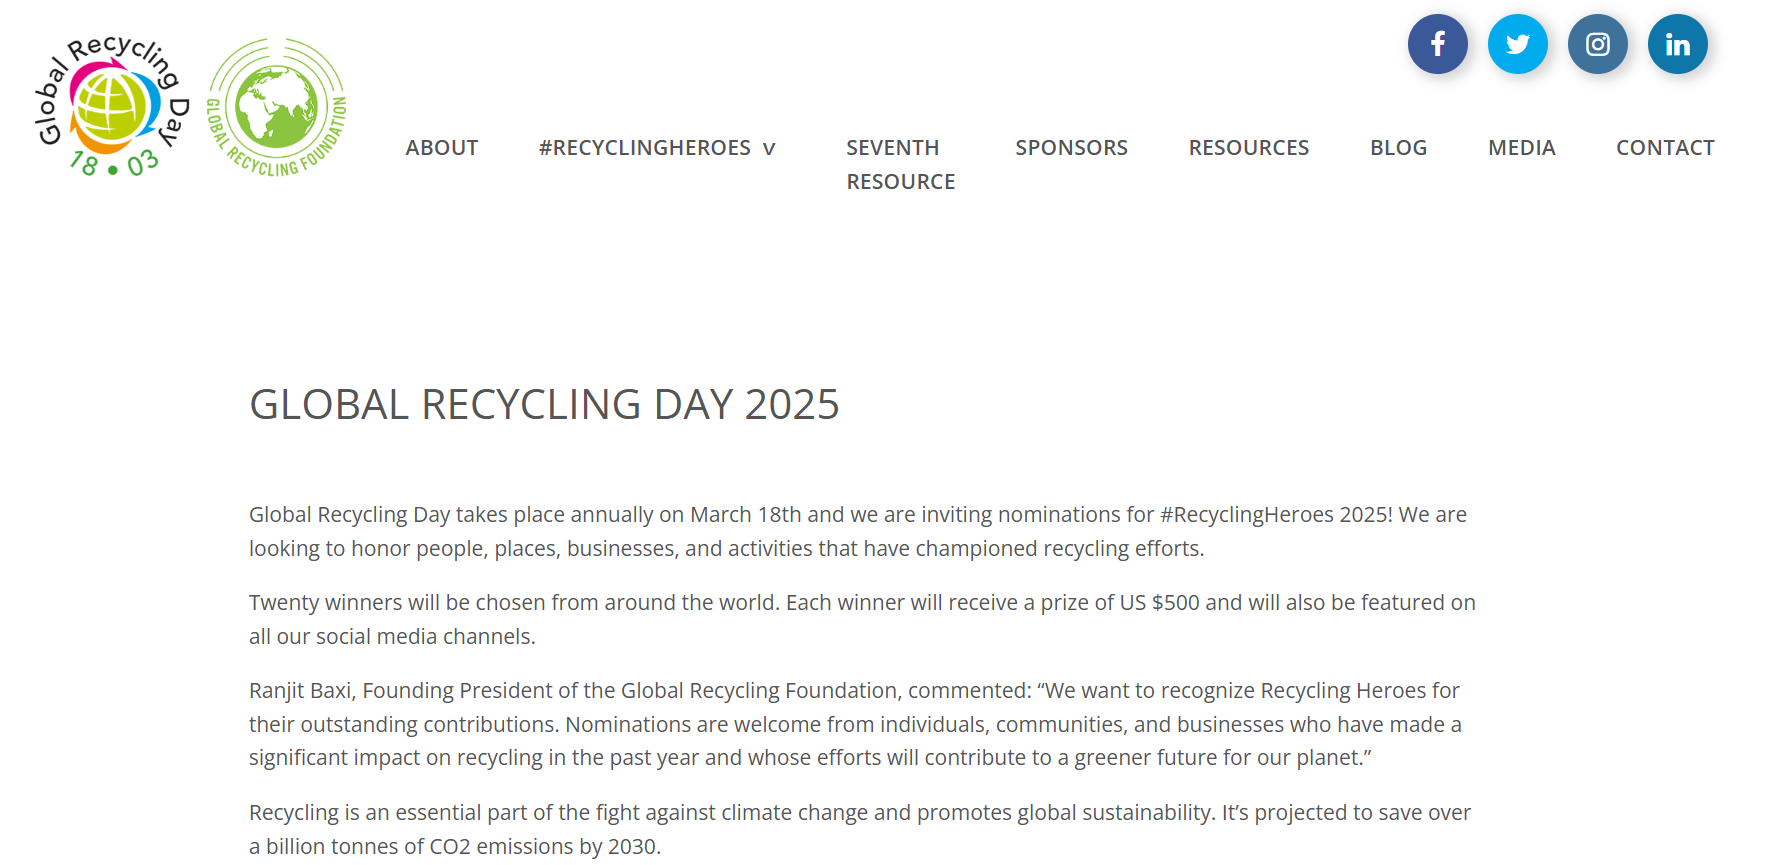 Global Recycling Day
18 • 03
GLOBAL RECYCLING FOUNDATION
ABOUT
#RECYCLINGHEROES
SEVENTH
RESOURCE
SPONSORS
RESOURCES
BLOG
MEDIA
CONTACT
GLOBAL RECYCLING DAY 2025
Global Recycling Day takes place annually on March 18th and we are inviting nominations for #RecyclingHeroes 2025! We are
looking to honor people, places, businesses, and activities that have championed recycling efforts.
Twenty winners will be chosen from around the world. Each winner will receive a prize of US $500 and will also be featured on
all our social media channels.
Ranjit Baxi, Founding President of the Global Recycling Foundation, commented: “We want to recognize Recycling Heroes for
their outstanding contributions. Nominations are welcome from individuals, communities, and businesses who have made a
significant impact on recycling in the past year and whose efforts will contribute to a greener future for our planet.”
Recycling is an essential part of the fight against climate change and promotes global sustainability. It’s projected to save over
a billion tonnes of CO2 emissions by 2030.